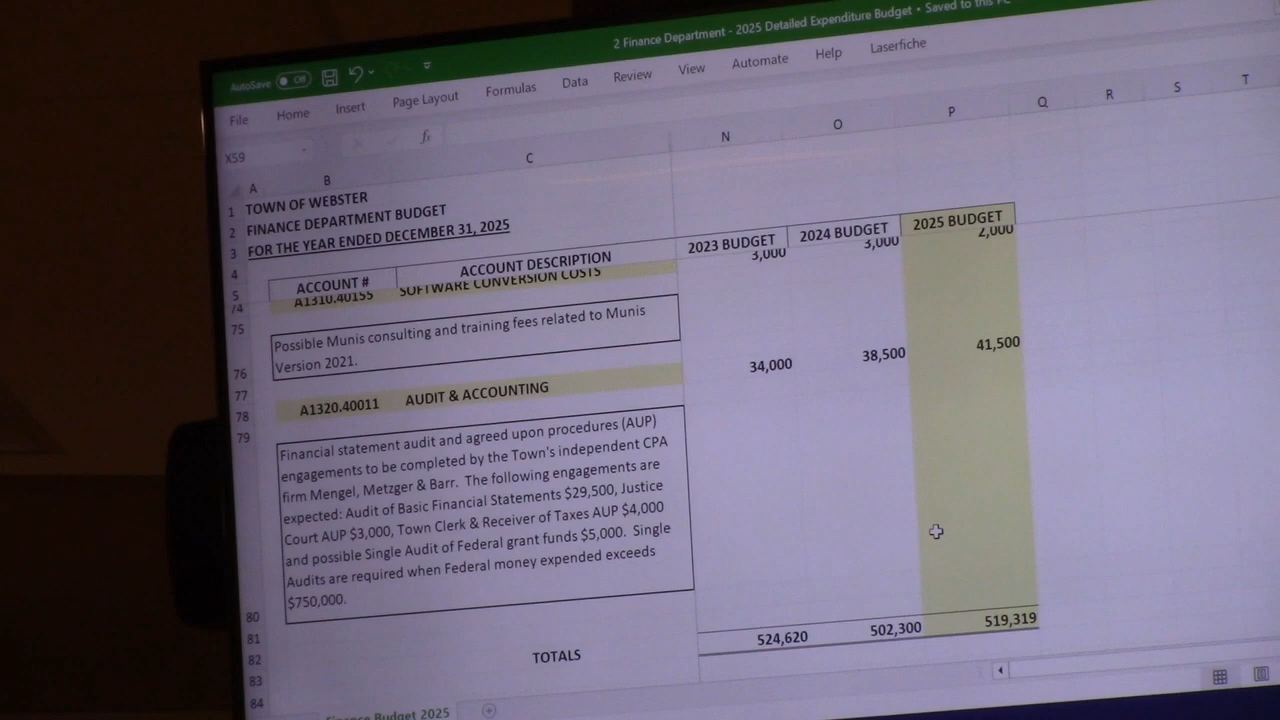 2 Finance Department - 2025 Detailed Expenditure Budget • Saved to this PC
AutoSave Off
File Home Insert Page Layout Formulas Data Review View Automate Help Laserfiche
X59 fx
A B C N O P Q R S T
1 TOWN OF WEBSTER
2 FINANCE DEPARTMENT BUDGET
3 FOR THE YEAR ENDED DECEMBER 31, 2025
4
5 ACCOUNT # ACCOUNT DESCRIPTION 2023 BUDGET 2024 BUDGET 2025 BUDGET
74 A1310.40155 SOFTWARE CONVERSION COSTS 3,000 3,000 2,000
75
76 Possible Munis consulting and training fees related to Munis
Version 2021.
77
78 A1320.40011 AUDIT & ACCOUNTING 34,000 38,500 41,500
79
80 Financial statement audit and agreed upon procedures (AUP)
engagements to be completed by the Town's independent CPA
firm Mengel, Metzger & Barr. The following engagements are
expected: Audit of Basic Financial Statements $29,500, Justice
Court AUP $3,000, Town Clerk & Receiver of Taxes AUP $4,000
and possible Single Audit of Federal grant funds $5,000. Single
Audits are required when Federal money expended exceeds
$750,000.
81
82 TOTALS 524,620 502,300 519,319
83
84
Finance Budget 2025